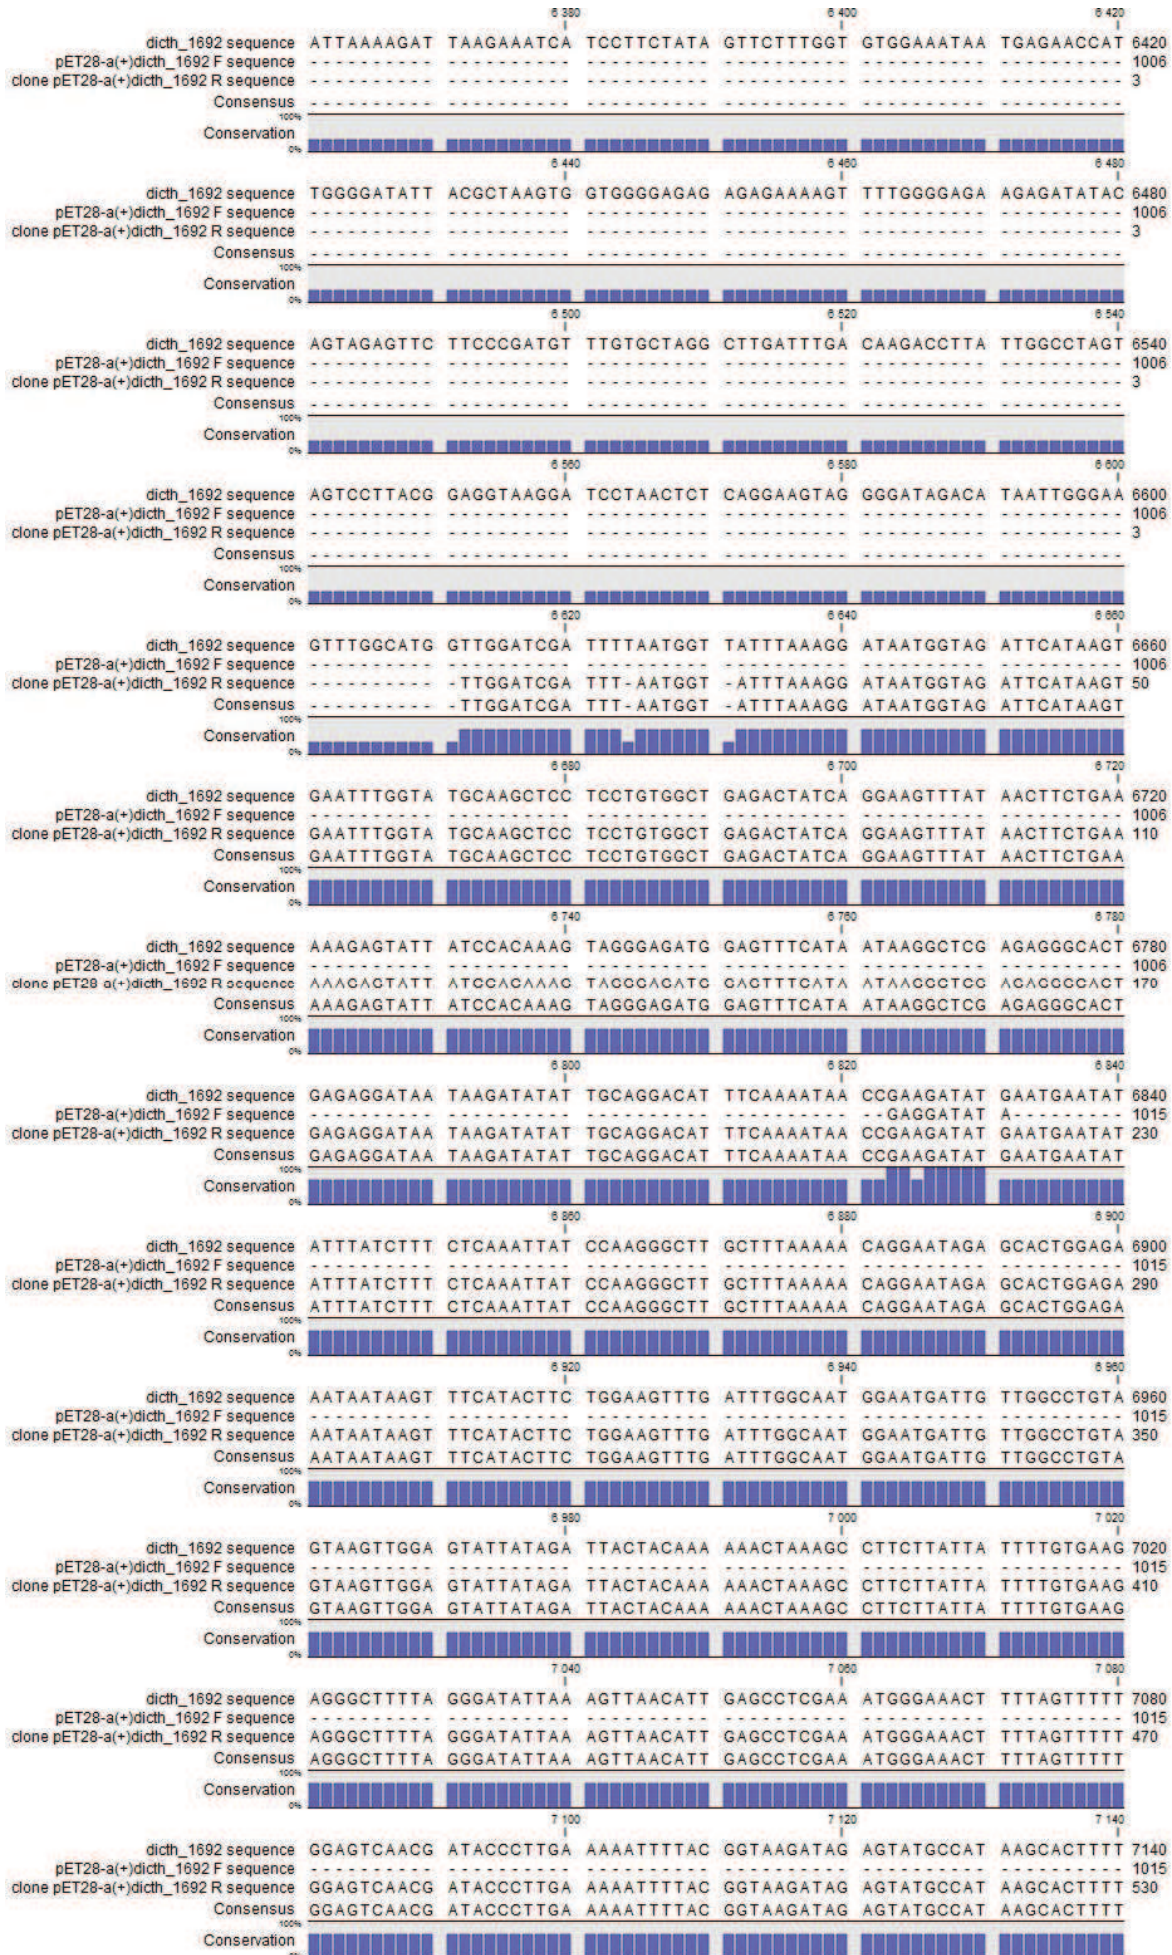 6 380 6 400 6 420
dicth_1692 sequence ATTAAAAGAT TAAGAAATCA TCCTTCTATA GTTCTTTGGT GTGGAAATAA TGAGAACCAT 6420
pET28-a(+)dicth_1692 F sequence - - - - - - - - - - - - - - - - - - - - - - - - - - - - - - - - - - - - - - - - - - - - - - - - - - - - - - - - - - - - 1006
clone pET28-a(+)dicth_1692 R sequence - - - - - - - - - - - - - - - - - - - - - - - - - - - - - - - - - - - - - - - - - - - - - - - - - - - - - - - - - - - - 3
Consensus - - - - - - - - - - - - - - - - - - - - - - - - - - - - - - - - - - - - - - - - - - - - - - - - - - - - - - - - - - - -
100%
Conservation
0%
6 440 6 460 6 480
dicth_1692 sequence TGGGGATATT ACGCTAAGTG GTGGGGAGAG AGAGAAAAGT TTTGGGGAGA AGAGATATAC 6480
pET28-a(+)dicth_1692 F sequence - - - - - - - - - - - - - - - - - - - - - - - - - - - - - - - - - - - - - - - - - - - - - - - - - - - - - - - - - - - - 1006
clone pET28-a(+)dicth_1692 R sequence - - - - - - - - - - - - - - - - - - - - - - - - - - - - - - - - - - - - - - - - - - - - - - - - - - - - - - - - - - - - 3
Consensus - - - - - - - - - - - - - - - - - - - - - - - - - - - - - - - - - - - - - - - - - - - - - - - - - - - - - - - - - - - -
100%
Conservation
0%
6 500 6 520 6 540
dicth_1692 sequence AGTAGAGTTC TTCCCGATGT TTGTGCTAGG CTTGATTTGA CAAGACCTTA TTGGCCTAGT 6540
pET28-a(+)dicth_1692 F sequence - - - - - - - - - - - - - - - - - - - - - - - - - - - - - - - - - - - - - - - - - - - - - - - - - - - - - - - - - - - - 1006
clone pET28-a(+)dicth_1692 R sequence - - - - - - - - - - - - - - - - - - - - - - - - - - - - - - - - - - - - - - - - - - - - - - - - - - - - - - - - - - - - 3
Consensus - - - - - - - - - - - - - - - - - - - - - - - - - - - - - - - - - - - - - - - - - - - - - - - - - - - - - - - - - - - -
100%
Conservation
0%
6 560 6 580 6 600
dicth_1692 sequence AGTCCTTACG GAGGTAAGGA TCCTAACTCT CAGGAAGTAG GGGATAGACA TAATTGGGAA 6600
pET28-a(+)dicth_1692 F sequence - - - - - - - - - - - - - - - - - - - - - - - - - - - - - - - - - - - - - - - - - - - - - - - - - - - - - - - - - - - - 1006
clone pET28-a(+)dicth_1692 R sequence - - - - - - - - - - - - - - - - - - - - - - - - - - - - - - - - - - - - - - - - - - - - - - - - - - - - - - - - - - - - 3
Consensus - - - - - - - - - - - - - - - - - - - - - - - - - - - - - - - - - - - - - - - - - - - - - - - - - - - - - - - - - - - -
100%
Conservation
0%
6 620 6 640 6 660
dicth_1692 sequence GTTTGGCATG GTTGGATCGA TTTTAATGGT TATTTAAAGG ATAATGGTAG ATTCATAAGT 6660
pET28-a(+)dicth_1692 F sequence - - - - - - - - - - - - - - - - - - - - - - - - - - - - - - - - - - - - - - - - - - - - - - - - - - - - - - - - - - - - 1006
clone pET28-a(+)dicth_1692 R sequence - - - - - - - - - - -TTGGATCGA TTT-AATGGT -ATTTAAAGG ATAATGGTAG ATTCATAAGT 50
Consensus - - - - - - - - - - -TTGGATCGA TTT-AATGGT -ATTTAAAGG ATAATGGTAG ATTCATAAGT
100%
Conservation
0%
6 680 6 700 6 720
dicth_1692 sequence GAATTTGGTA TGCAAGCTCC TCCTGTGGCT GAGACTATCA GGAAGTTTAT AACTTCTGAA 6720
pET28-a(+)dicth_1692 F sequence - - - - - - - - - - - - - - - - - - - - - - - - - - - - - - - - - - - - - - - - - - - - - - - - - - - - - - - - - - - - 1006
clone pET28-a(+)dicth_1692 R sequence GAATTTGGTA TGCAAGCTCC TCCTGTGGCT GAGACTATCA GGAAGTTTAT AACTTCTGAA 110
Consensus GAATTTGGTA TGCAAGCTCC TCCTGTGGCT GAGACTATCA GGAAGTTTAT AACTTCTGAA
100%
Conservation
0%
6 740 6 760 6 780
dicth_1692 sequence AAAGAGTATT ATCCACAAAG TAGGGAGATG GAGTTTCATA ATAAGGCTCG AGAGGGCACT 6780
pET28-a(+)dicth_1692 F sequence - - - - - - - - - - - - - - - - - - - - - - - - - - - - - - - - - - - - - - - - - - - - - - - - - - - - - - - - - - - - 1006
clone pET28-a(+)dicth_1692 R sequence AAAGAGTATT ATCCACAAAG TAGGGAGATG GAGTTTCATA ATAAGGCTCG AGAGGGCACT 170
Consensus AAAGAGTATT ATCCACAAAG TAGGGAGATG GAGTTTCATA ATAAGGCTCG AGAGGGCACT
100%
Conservation
0%
6 800 6 820 6 840
dicth_1692 sequence GAGAGGATAA TAAGATATAT TGCAGGACAT TTCAAAATAA CCGAAGATAT GAATGAATAT 6840
pET28-a(+)dicth_1692 F sequence - - - - - - - - - - - - - - - - - - - - - - - - - - - - - - - - - - - - - - - - - -GAGGATAT A- - - - - - - - - 1015
clone pET28-a(+)dicth_1692 R sequence GAGAGGATAA TAAGATATAT TGCAGGACAT TTCAAAATAA CCGAAGATAT GAATGAATAT 230
Consensus GAGAGGATAA TAAGATATAT TGCAGGACAT TTCAAAATAA CCGAAGATAT GAATGAATAT
100%
Conservation
0%
6 860 6 880 6 900
dicth_1692 sequence ATTTATCTTT CTCAAATTAT CCAAGGGCTT GCTTTAAAAA CAGGAATAGA GCACTGGAGA 6900
pET28-a(+)dicth_1692 F sequence - - - - - - - - - - - - - - - - - - - - - - - - - - - - - - - - - - - - - - - - - - - - - - - - - - - - - - - - - - - - 1015
clone pET28-a(+)dicth_1692 R sequence ATTTATCTTT CTCAAATTAT CCAAGGGCTT GCTTTAAAAA CAGGAATAGA GCACTGGAGA 290
Consensus ATTTATCTTT CTCAAATTAT CCAAGGGCTT GCTTTAAAAA CAGGAATAGA GCACTGGAGA
100%
Conservation
0%
6 920 6 940 6 960
dicth_1692 sequence AATAATAAGT TTCATACTTC TGGAAGTTTG ATTTGGCAAT GGAATGATTG TTGGCCTGTA 6960
pET28-a(+)dicth_1692 F sequence - - - - - - - - - - - - - - - - - - - - - - - - - - - - - - - - - - - - - - - - - - - - - - - - - - - - - - - - - - - - 1015
clone pET28-a(+)dicth_1692 R sequence AATAATAAGT TTCATACTTC TGGAAGTTTG ATTTGGCAAT GGAATGATTG TTGGCCTGTA 350
Consensus AATAATAAGT TTCATACTTC TGGAAGTTTG ATTTGGCAAT GGAATGATTG TTGGCCTGTA
100%
Conservation
0%
6 980 7 000 7 020
dicth_1692 sequence GTAAGTTGGA GTATTATAGA TTACTACAAA AAACTAAAGC CTTCTTATTA TTTTGTGAAG 7020
pET28-a(+)dicth_1692 F sequence - - - - - - - - - - - - - - - - - - - - - - - - - - - - - - - - - - - - - - - - - - - - - - - - - - - - - - - - - - - - 1015
clone pET28-a(+)dicth_1692 R sequence GTAAGTTGGA GTATTATAGA TTACTACAAA AAACTAAAGC CTTCTTATTA TTTTGTGAAG 410
Consensus GTAAGTTGGA GTATTATAGA TTACTACAAA AAACTAAAGC CTTCTTATTA TTTTGTGAAG
100%
Conservation
0%
7 040 7 060 7 080
dicth_1692 sequence AGGGCTTTTA GGGATATTAA AGTTAACATT GAGCCTCGAA ATGGGAAACT TTTAGTTTTT 7080
pET28-a(+)dicth_1692 F sequence - - - - - - - - - - - - - - - - - - - - - - - - - - - - - - - - - - - - - - - - - - - - - - - - - - - - - - - - - - - - 1015
clone pET28-a(+)dicth_1692 R sequence AGGGCTTTTA GGGATATTAA AGTTAACATT GAGCCTCGAA ATGGGAAACT TTTAGTTTTT 470
Consensus AGGGCTTTTA GGGATATTAA AGTTAACATT GAGCCTCGAA ATGGGAAACT TTTAGTTTTT
100%
Conservation
0%
7 100 7 120 7 140
dicth_1692 sequence GGAGTCAACG ATACCCTTGA AAAATTTTAC GGTAAGATAG AGTATGCCAT AAGCACTTTT 7140
pET28-a(+)dicth_1692 F sequence - - - - - - - - - - - - - - - - - - - - - - - - - - - - - - - - - - - - - - - - - - - - - - - - - - - - - - - - - - - - 1015
clone pET28-a(+)dicth_1692 R sequence GGAGTCAACG ATACCCTTGA AAAATTTTAC GGTAAGATAG AGTATGCCAT AAGCACTTTT 530
Consensus GGAGTCAACG ATACCCTTGA AAAATTTTAC GGTAAGATAG AGTATGCCAT AAGCACTTTT
100%
Conservation